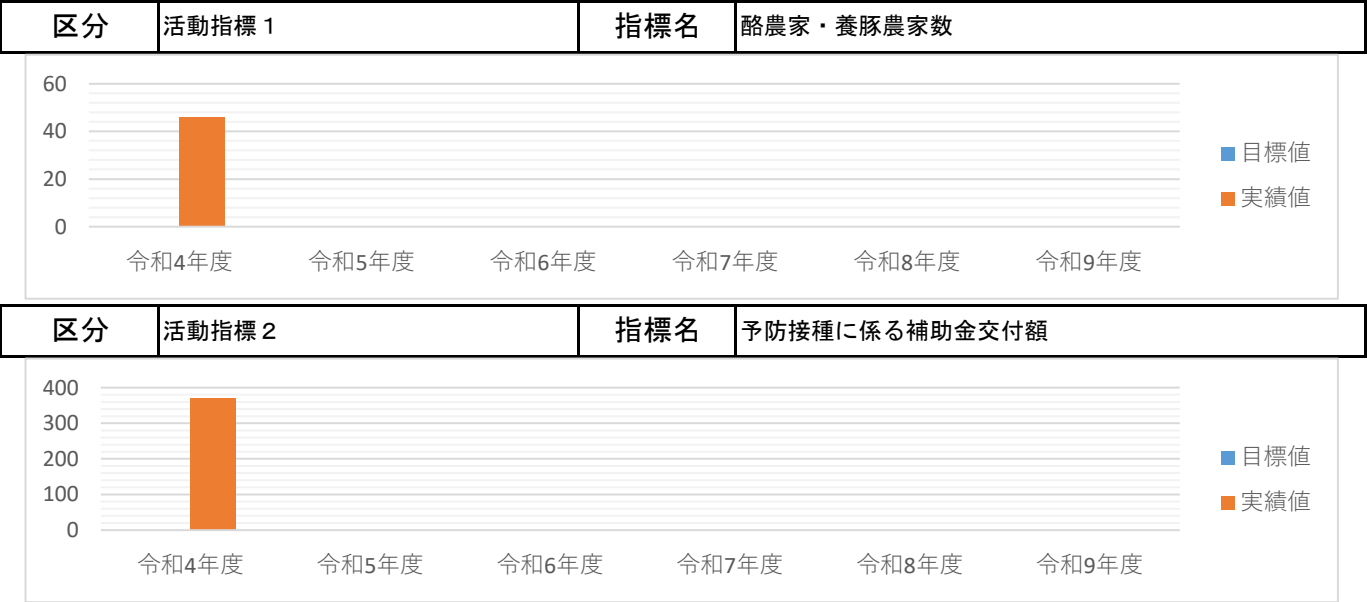 区分 活動指標１ 指標名 酪農家・養豚農家数
60
40
20
0
令和4年度 令和5年度 令和6年度 令和7年度 令和8年度 令和9年度
目標値
実績値
区分 活動指標２ 指標名 予防接種に係る補助金交付額
400
300
200
100
0
令和4年度 令和5年度 令和6年度 令和7年度 令和8年度 令和9年度
目標値
実績値